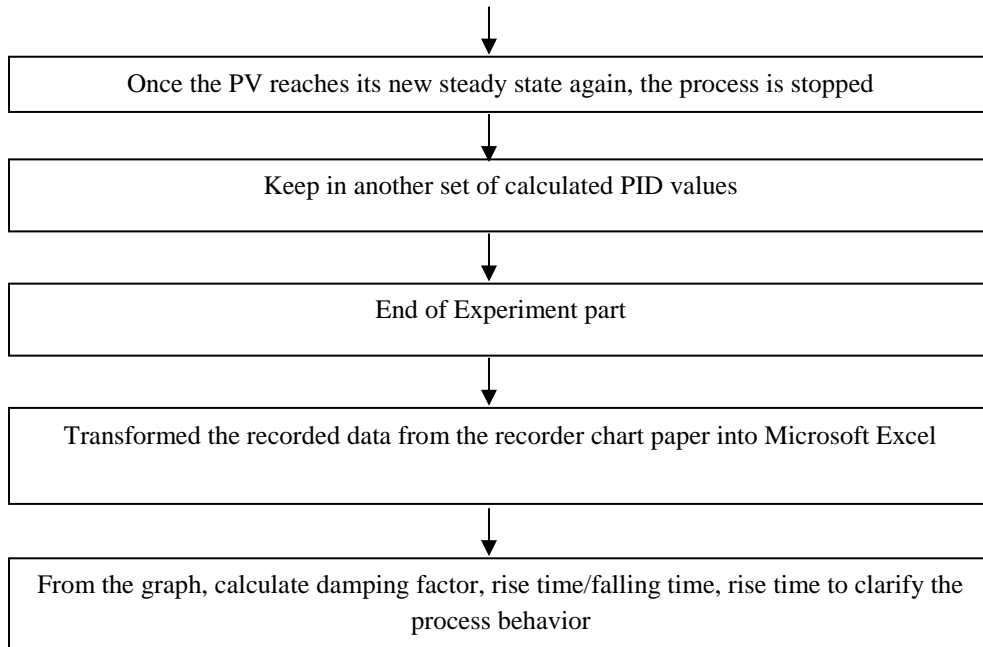 Once the PV reaches its new steady state again, the process is stopped
Keep in another set of calculated PID values
End of Experiment part
Transformed the recorded data from the recorder chart paper into Microsoft Excel
From the graph, calculate damping factor, rise time/falling time, rise time to clarify the
process behavior